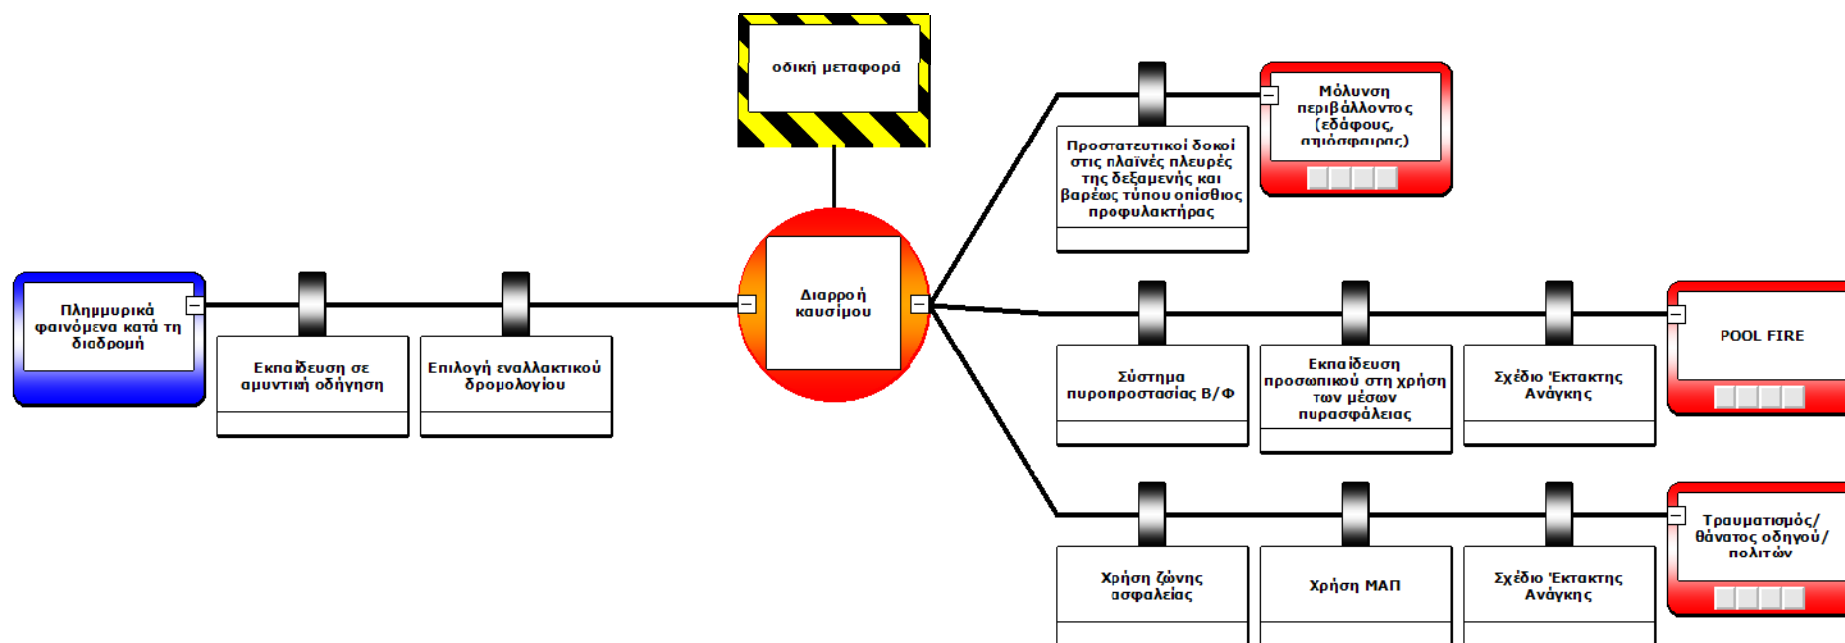 οδική μεταφορά
Πλημμυρικά
φαινόμενα κατά τη
διαδρομή
Εκπαίδευση σε
αμυντική οδήγηση
Επιλογή εναλλακτικού
δρομολογίου
Διαρροή
καυσίμου
Προστατευτικοί δοκοί
στις πλαϊνές πλευρές
της δεξαμενής και
βαρέως τύπου οπίσθιος
προφυλακτήρας
Μόλυνση
περιβάλλοντος
(εδάφους,
ατμόσφαιρας)
Σύστημα
πυροπροστασίας Β/Φ
Εκπαίδευση
προσωπικού στη χρήση
των μέσων
πυρασφάλειας
Σχέδιο Έκτακτης
Ανάγκης
POOL FIRE
Χρήση ζώνης
ασφαλείας
Χρήση ΜΑΠ
Σχέδιο Έκτακτης
Ανάγκης
Τραυματισμός/
θάνατος οδηγού/
πολιτών